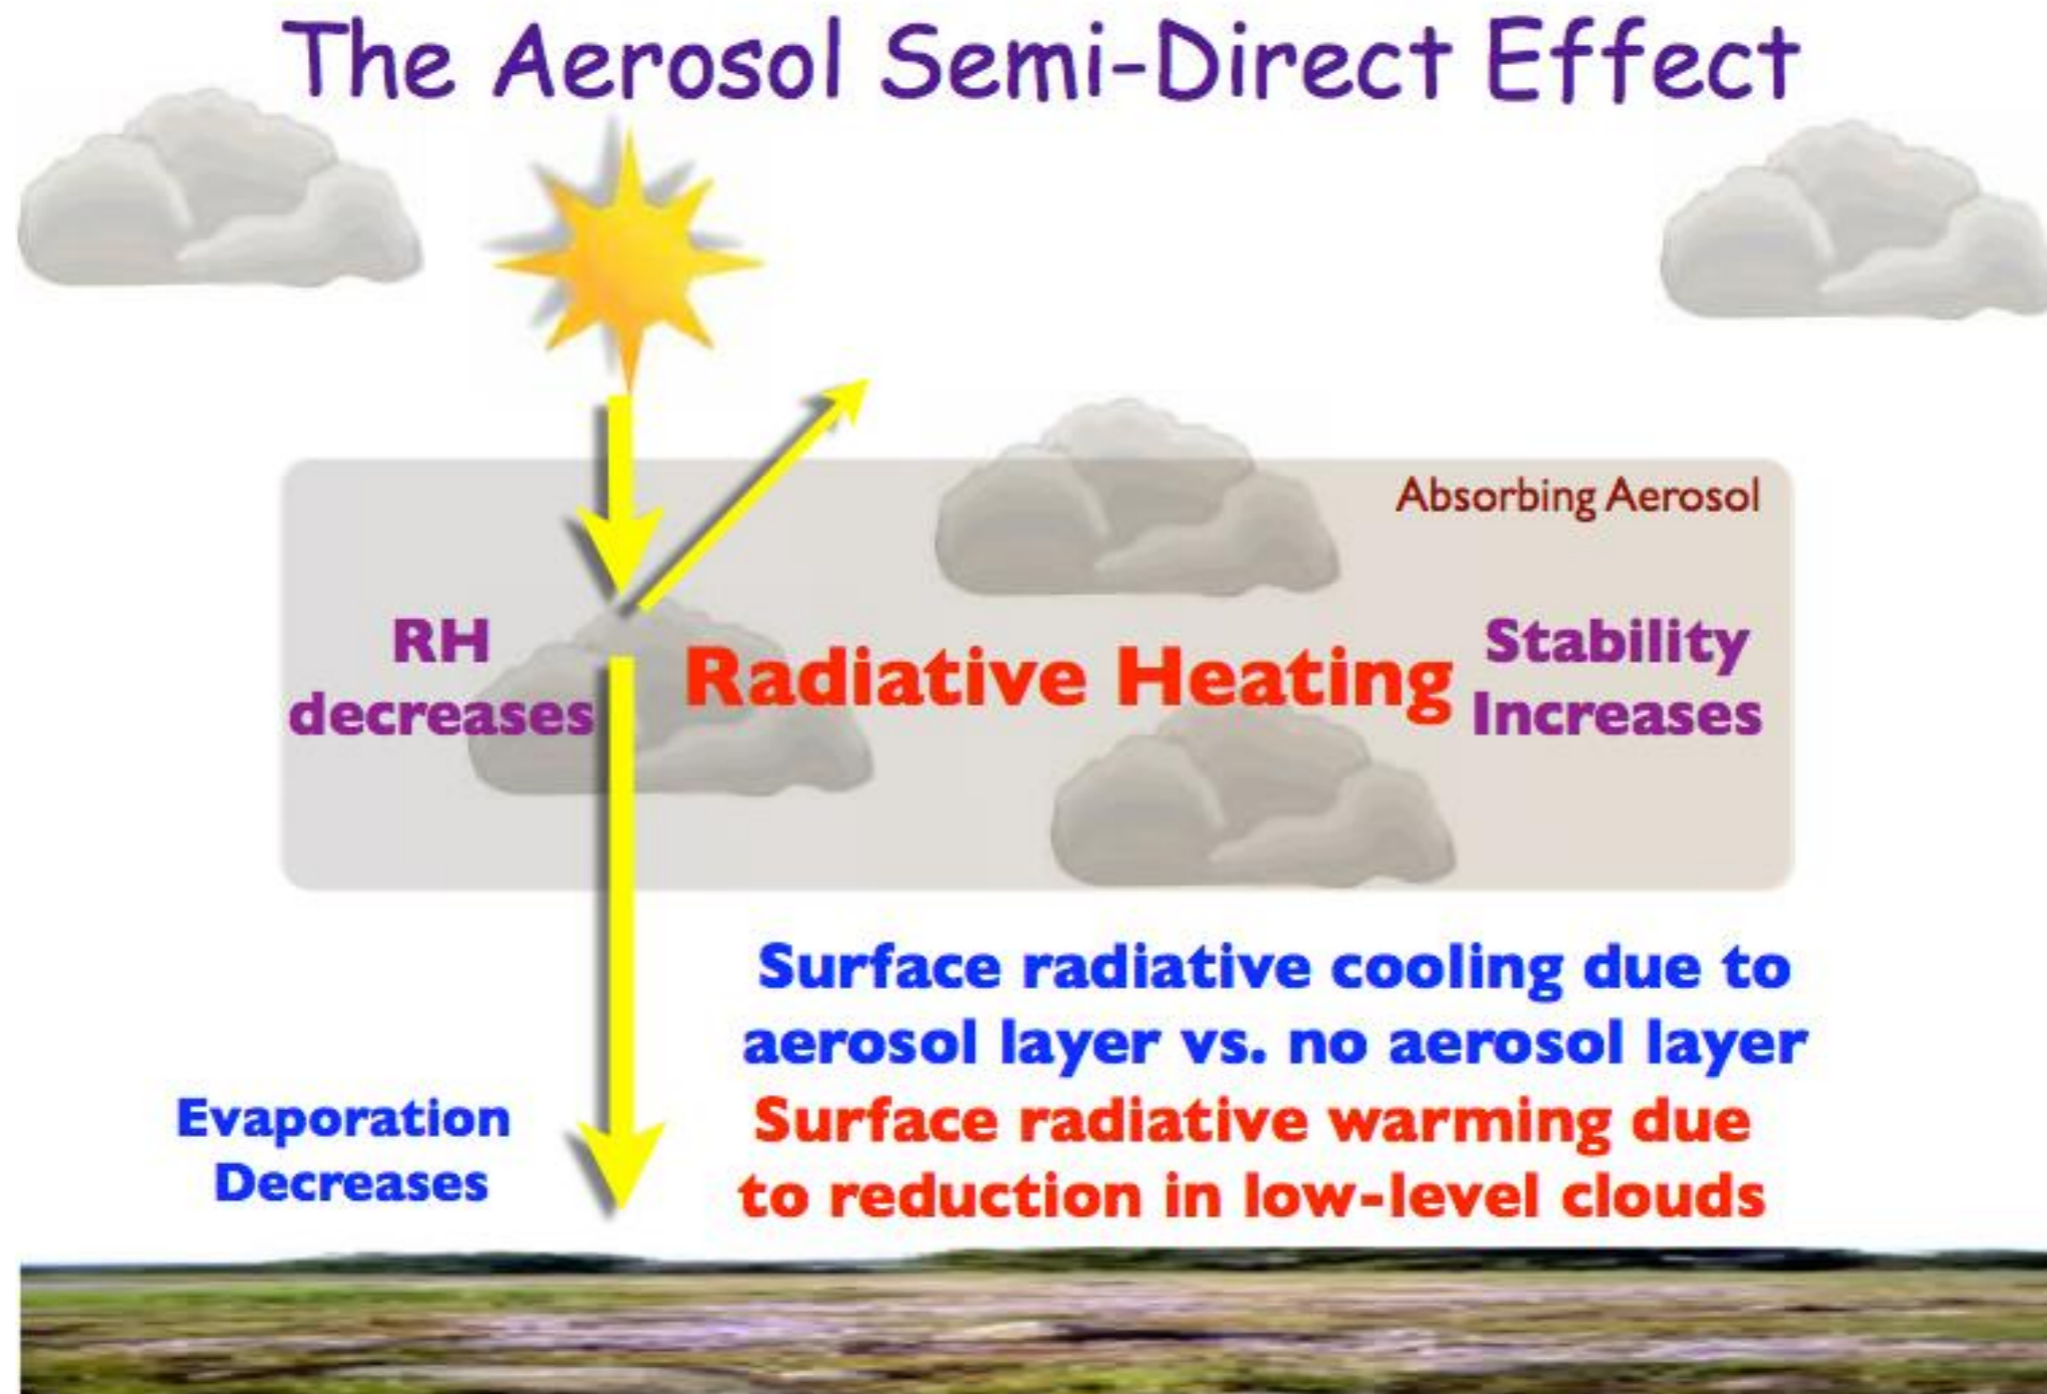 The Aerosol Semi-Direct Effect
Absorbing Aerosol
RH
decreases
Radiative Heating
Stability
Increases
Surface radiative cooling due to
aerosol layer vs. no aerosol layer
Evaporation
Decreases
Surface radiative warming due
to reduction in low-level clouds